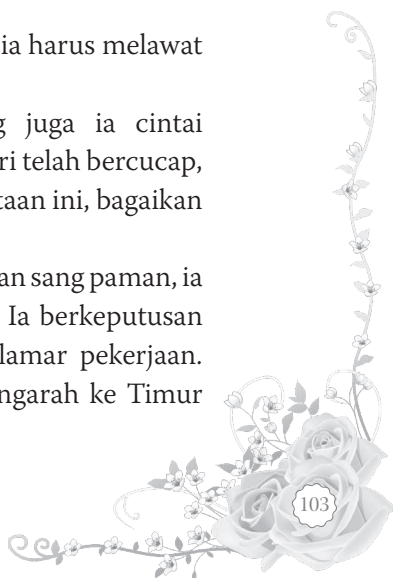 ia harus melawat
juga ia cintai
ri telah bercucap,
taan ini, bagaikan
an sang paman, ia
Ia berkeputusan
lamar pekerjaan.
ngarah ke Timur
103